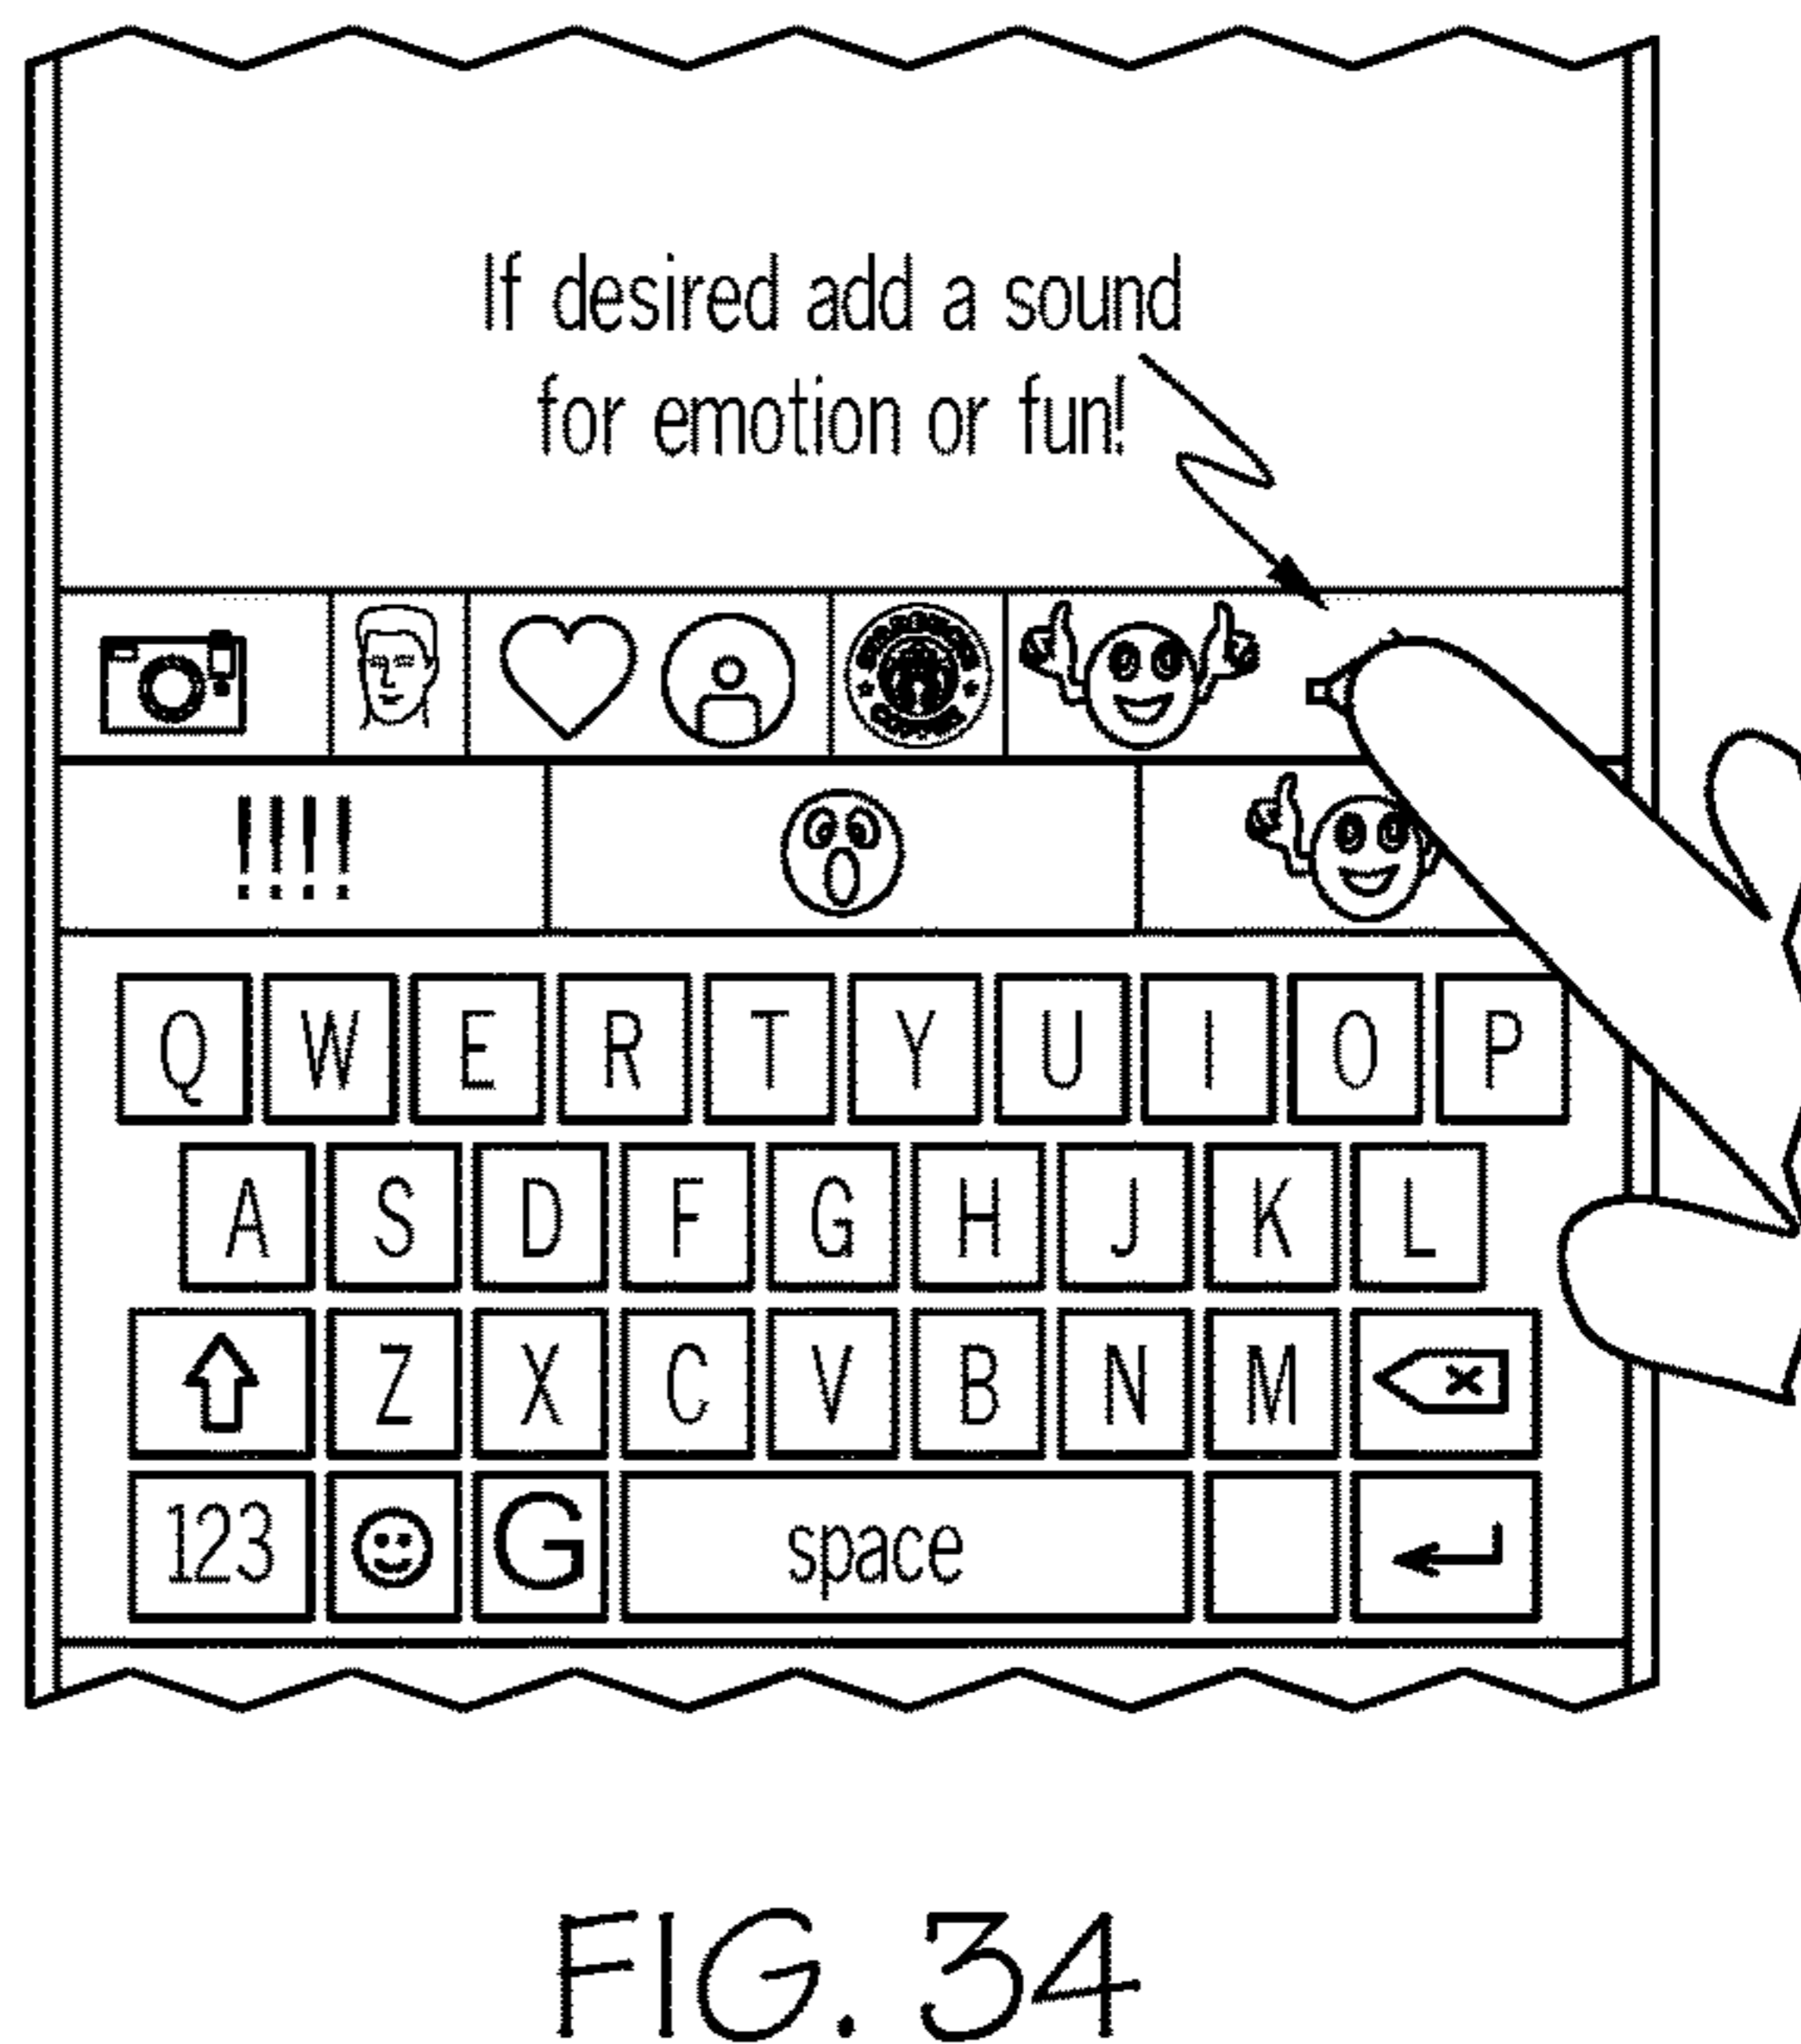 If desired add a sound
for emotion or fun!
!!!!
Q W E R T Y U I O P
A S D F G H J K L
Z X C V B N M
123 G space
FIG. 34